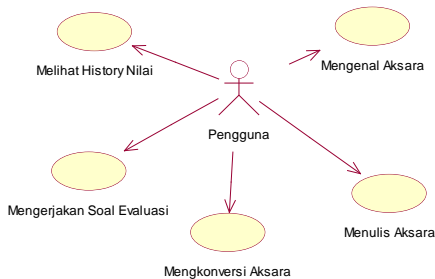 Melihat History Nilai
Mengenal Aksara
Pengguna
Mengerjakan Soal Evaluasi
Menulis Aksara
Mengkonversi Aksara